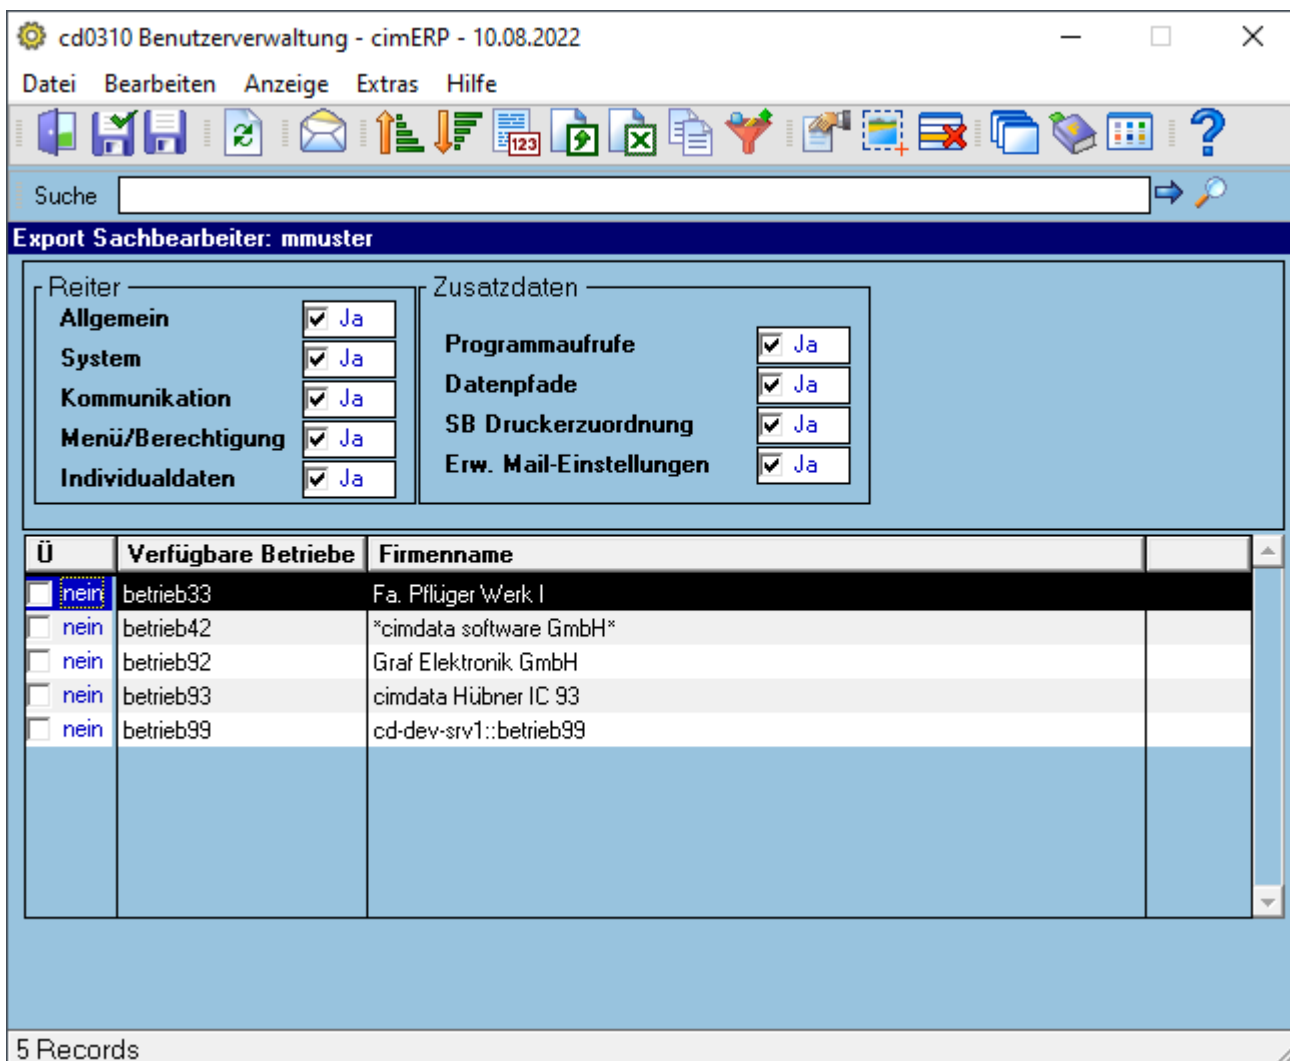 cd0310 Benutzerverwaltung - cimERP - 10.08.2022
Datei Bearbeiten Anzeige Extras Hilfe
123
Suche
Export Sachbearbeiter: mmuster
Reiter
Allgemein Ja
System Ja
Kommunikation Ja
Menü/Berechtigung Ja
Individualdaten Ja
Zusatzdaten
Programmaufrufe Ja
Datenpfade Ja
SB Druckerzuordnung Ja
Erw. Mail-Einstellungen Ja
Ü Verfügbare Betriebe Firmenname
nein betrieb33 Fa. Pflüger Werk I
nein betrieb42 *cimdata software GmbH*
nein betrieb92 Graf Elektronik GmbH
nein betrieb93 cimdata Hübner IC 93
nein betrieb99 cd-dev-srv1::betrieb99
5 Records